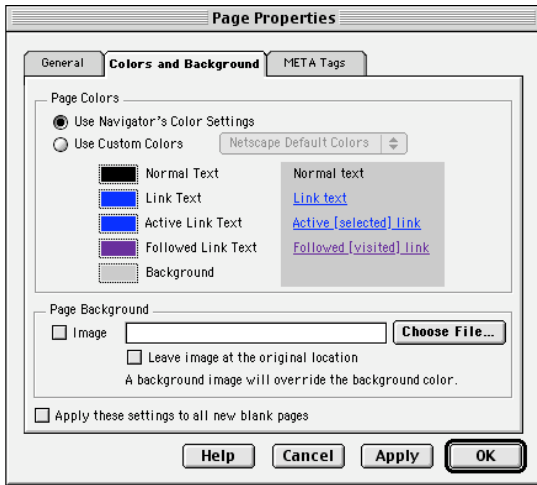 Page Properties
General Colors and Background META Tags
Page Colors
Use Navigator's Color Settings
Use Custom Colors Netscape Default Colors
Normal Text Normal text
Link Text Link text
Active Link Text Active [selected] link
Followed Link Text Followed [visited] link
Background
Page Background
Image Choose File...
Leave image at the original location
A background image will override the background color.
Apply these settings to all new blank pages
Help Cancel Apply OK